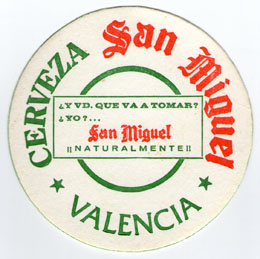 CERVEZA San Miguel
¿Y VD. QUE VA A TOMAR?
¿YO?...
San Miguel
¡¡NATURALMENTE!!
★ VALENCIA ★